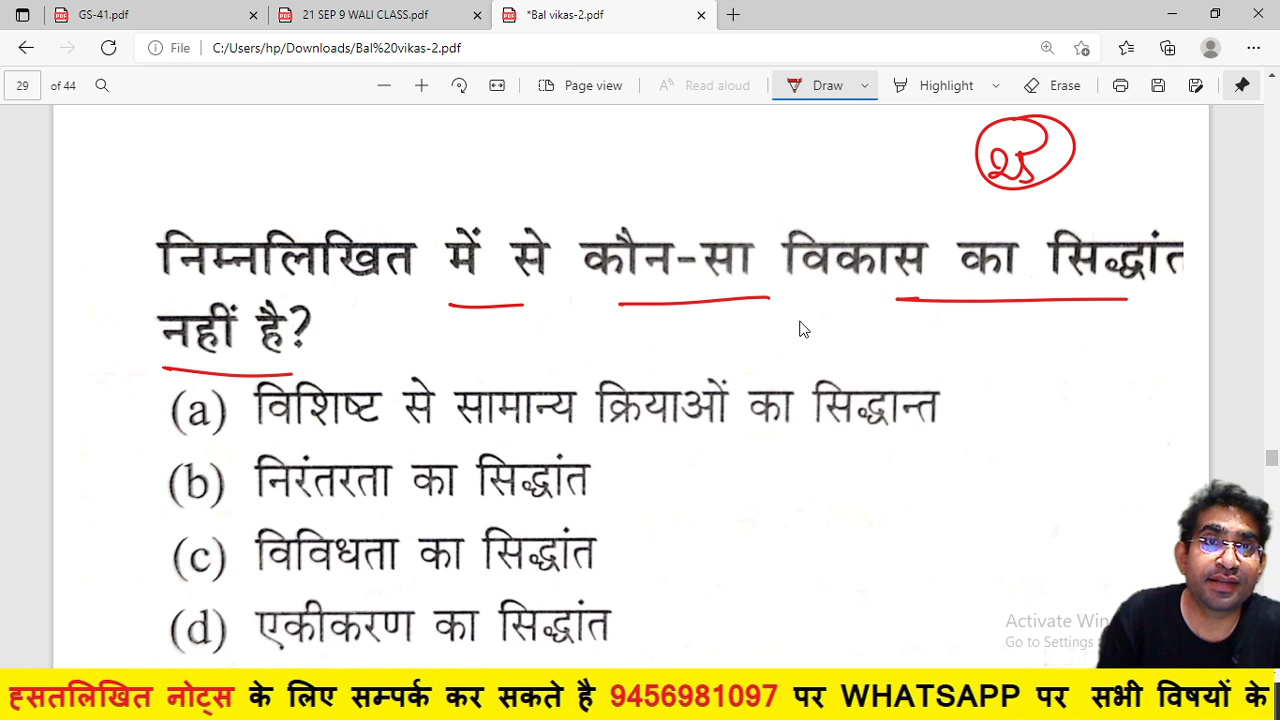 GS-41.pdf
21 SEP 9 WALI CLASS.pdf
*Bal vikas-2.pdf
File C:/Users/hp/Downloads/Bal%20vikas-2.pdf
29 of 44 Page view Read aloud Draw Highlight Erase
25
निम्नलिखित में से कौन-सा विकास का सिद्धांत
नहीं है?
(a) विशिष्ट से सामान्य क्रियाओं का सिद्धान्त
(b) निरंतरता का सिद्धांत
(c) विविधता का सिद्धांत
(d) एकीकरण का सिद्धांत
Activate Win
Go to Settings
ह्सतलिखित नोट्स के लिए सम्पर्क कर सकते है 9456981097 पर WHATSAPP पर सभी विषयों के